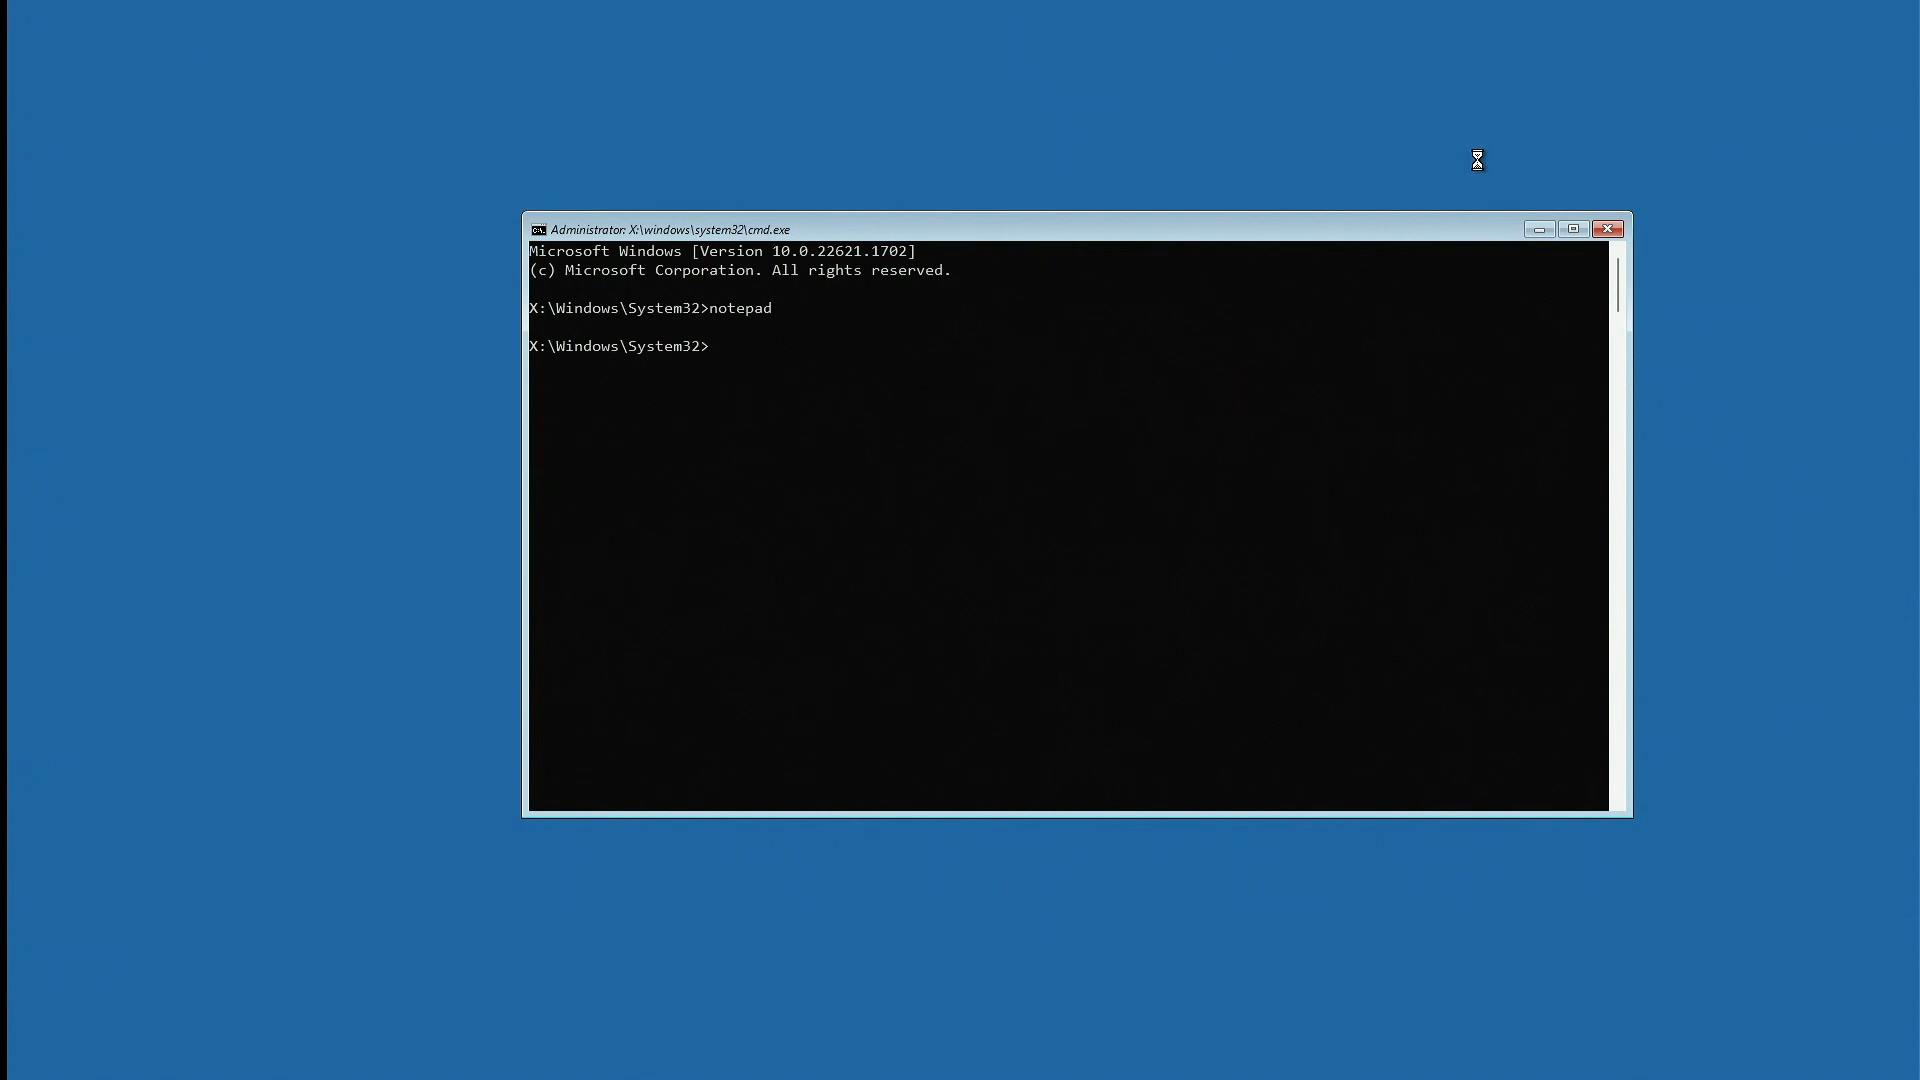 Administrator: X:\windows\system32\cmd.exe
Microsoft Windows [Version 10.0.22621.1702]
(c) Microsoft Corporation. All rights reserved.
X:\Windows\System32>notepad
X:\Windows\System32>